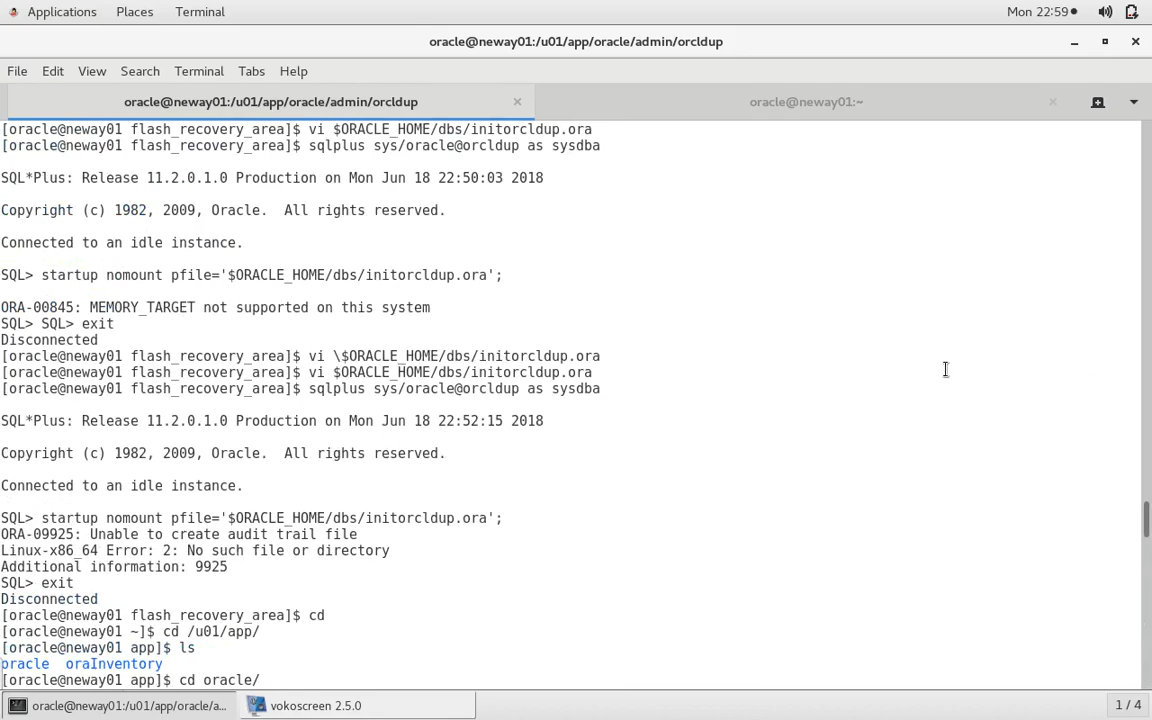 Applications Places Terminal Mon 22:59
oracle@neway01:/u01/app/oracle/admin/orcldup
File Edit View Search Terminal Tabs Help
oracle@neway01:/u01/app/oracle/admin/orcldup × oracle@neway01:~ ×
[oracle@neway01 flash_recovery_area]$ vi $ORACLE_HOME/dbs/initorcldup.ora
[oracle@neway01 flash_recovery_area]$ sqlplus sys/oracle@orcldup as sysdba
SQL*Plus: Release 11.2.0.1.0 Production on Mon Jun 18 22:50:03 2018
Copyright (c) 1982, 2009, Oracle.  All rights reserved.
Connected to an idle instance.
SQL> startup nomount pfile='$ORACLE_HOME/dbs/initorcldup.ora';
ORA-00845: MEMORY_TARGET not supported on this system
SQL> SQL> exit
Disconnected
[oracle@neway01 flash_recovery_area]$ vi \$ORACLE_HOME/dbs/initorcldup.ora
[oracle@neway01 flash_recovery_area]$ vi $ORACLE_HOME/dbs/initorcldup.ora
[oracle@neway01 flash_recovery_area]$ sqlplus sys/oracle@orcldup as sysdba
SQL*Plus: Release 11.2.0.1.0 Production on Mon Jun 18 22:52:15 2018
Copyright (c) 1982, 2009, Oracle.  All rights reserved.
Connected to an idle instance.
SQL> startup nomount pfile='$ORACLE_HOME/dbs/initorcldup.ora';
ORA-09925: Unable to create audit trail file
Linux-x86_64 Error: 2: No such file or directory
Additional information: 9925
SQL> exit
Disconnected
[oracle@neway01 flash_recovery_area]$ cd
[oracle@neway01 ~]$ cd /u01/app/
[oracle@neway01 app]$ ls
oracle  oraInventory
[oracle@neway01 app]$ cd oracle/
oracle@neway01:/u01/app/oracle/a... vokoscreen 2.5.0 1 / 4